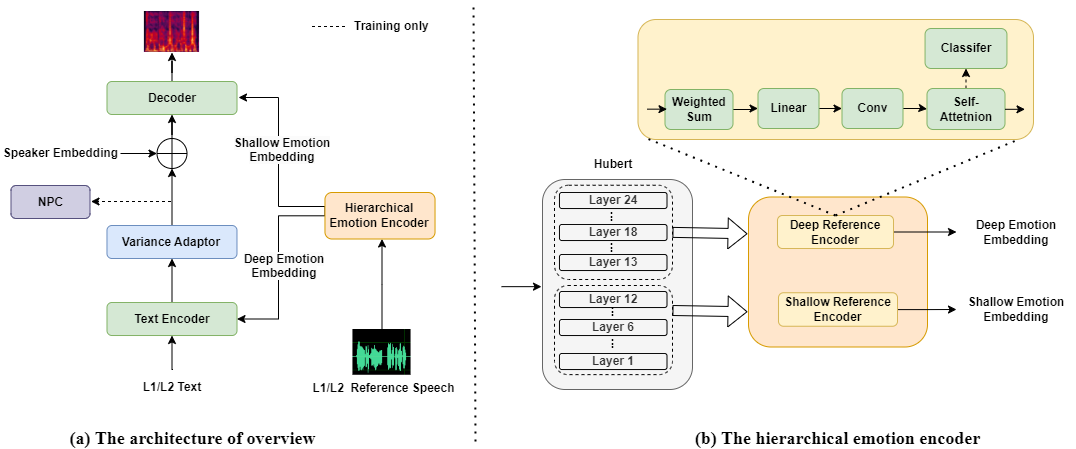 Training only
Decoder
Speaker Embedding
Shallow Emotion
Embedding
NPC
Hierarchical
Emotion Encoder
Variance Adaptor
Deep Emotion
Embedding
Text Encoder
L1/L2 Text
L1/L2 Reference Speech
(a) The architecture of overview
Classifer
Weighted
Sum
Linear
Conv
Self-
Attetnion
Hubert
Layer 24
Layer 18
Layer 13
Layer 12
Layer 6
Layer 1
Deep Reference
Encoder
Shallow Reference
Encoder
Deep Emotion
Embedding
Shallow Emotion
Embedding
(b) The hierarchical emotion encoder